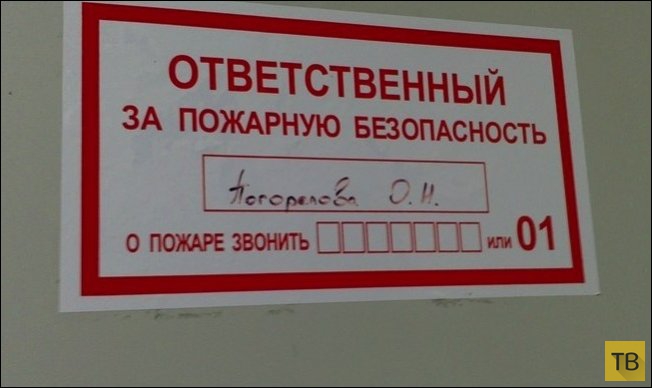 ОТВЕТСТВЕННЫЙ
ЗА ПОЖАРНУЮ БЕЗОПАСНОСТЬ
Погорелова О.Н.
О ПОЖАРЕ ЗВОНИТЬ ИЛИ 01
ТВ